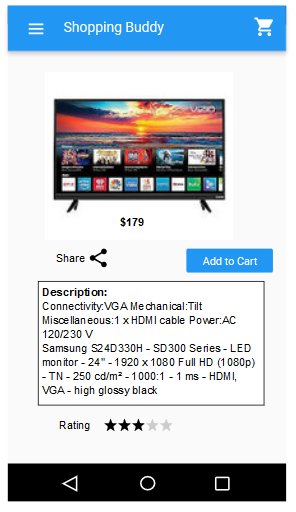 Shopping Buddy
VIZIO
$179
Share
Add to Cart
Description:
Connectivity:VGA Mechanical:Tilt
Miscellaneous:1 x HDMI cable Power:AC
120/230 V
Samsung S24D330H - SD300 Series - LED
monitor - 24" - 1920 x 1080 Full HD (1080p)
- TN - 250 cd/m² - 1000:1 - 1 ms - HDMI,
VGA - high glossy black
Rating